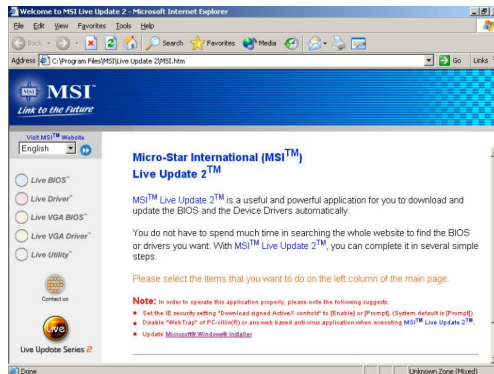 Welcome to MSI Live Update 2 - Microsoft Internet Explorer
File Edit View Favorites Tools Help
Back Search Favorites Media
Address C:\Program Files\MSI\Live Update 2\MSI.htm Go Links
MSI MSI
Link to the Future
Visit MSI™ Website
English
Live BIOS™
Live Driver™
Live VGA BIOS™
Live VGA Driver™
Live Utility™
Contact us
Live
Live Update Series 2
Micro-Star International (MSI™)
Live Update 2™
MSI™ Live Update 2™ is a useful and powerful application for you to download and
update the BIOS and the Device Drivers automatically.
You do not have to spend much time in searching the whole website to find the BIOS
or drivers you want. With MSI™ Live Update 2™, you can complete it in several simple
steps.
Please select the items that you want to do on the left column of the main page.
Note: In order to operate this application properly, please note the following suggests.
Set the IE security setting "Download signed ActiveX controls" to [Enable] or [Prompt]. (System default is [Prompt].
Disable "WebTrap" of PC-cillin(R) or any web based anti-virus application when executing MSI™ Live Update 2™.
Update Microsoft® Windows® Installer
Done Unknown Zone (Mixed)